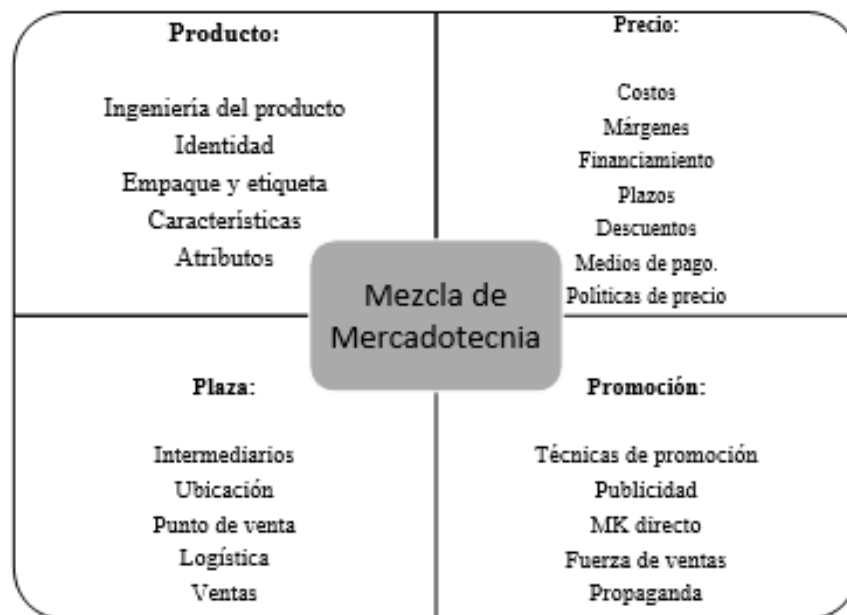 Producto:
Ingeniería del producto
Identidad
Empaque y etiqueta
Características
Atributos
Precio:
Costos
Márgenes
Financiamiento
Plazos
Descuentos
Medios de pago.
Políticas de precio
Mezcla de
Mercadotecnia
Plaza:
Intermediarios
Ubicación
Punto de venta
Logística
Ventas
Promoción:
Técnicas de promoción
Publicidad
MK directo
Fuerza de ventas
Propaganda